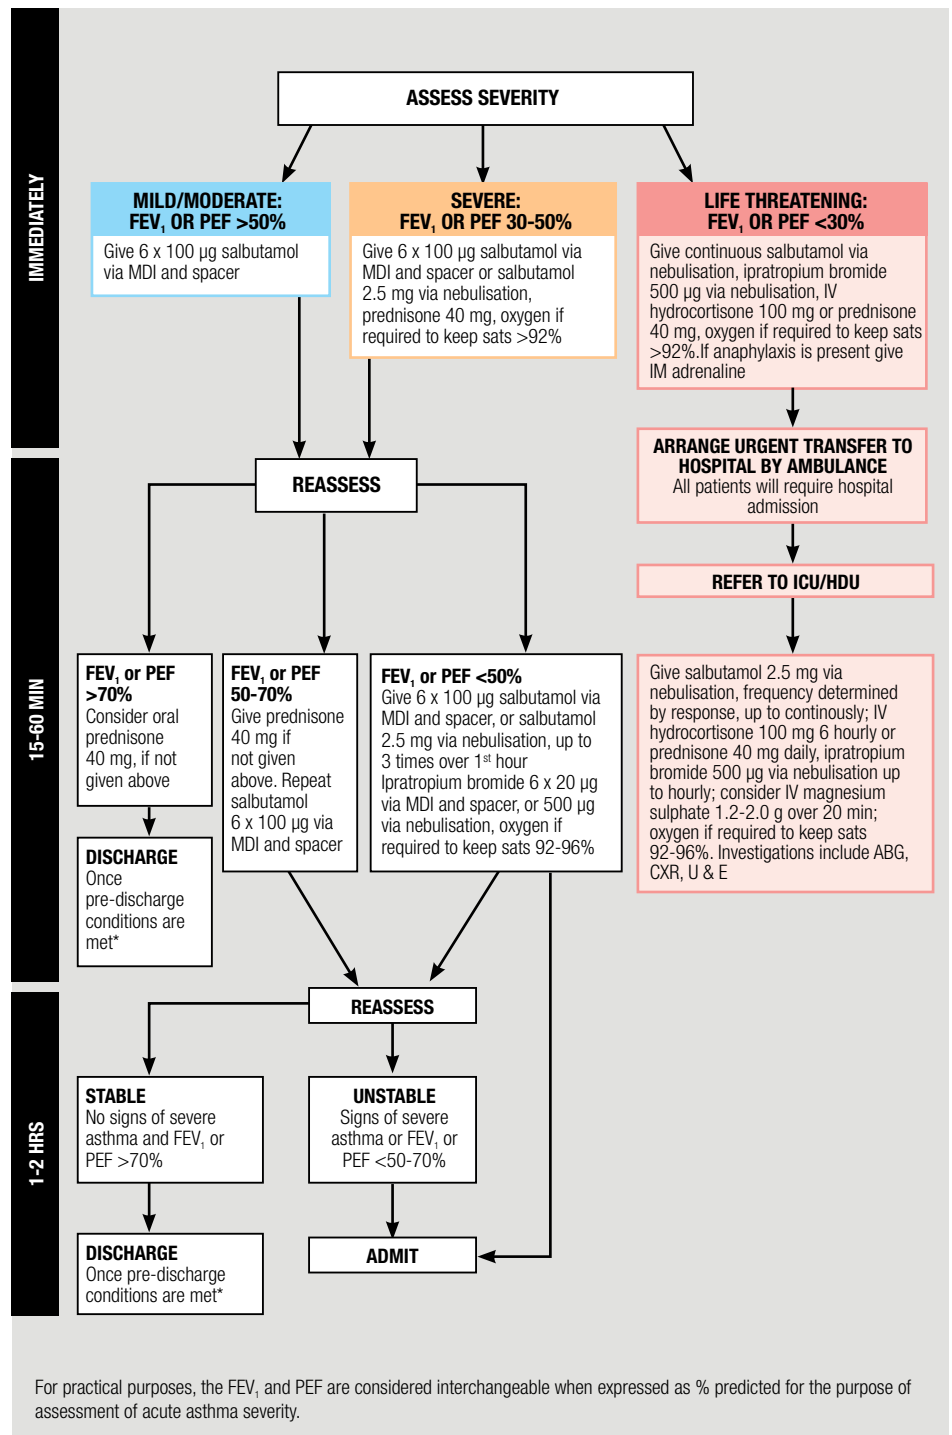 ASSESS SEVERITY
IMMEDIATELY
MILD/MODERATE:
FEV₁ OR PEF >50%
Give 6 x 100 µg salbutamol
via MDI and spacer
SEVERE:
FEV₁ OR PEF 30-50%
Give 6 x 100 µg salbutamol via
MDI and spacer or salbutamol
2.5 mg via nebulisation,
prednisone 40 mg, oxygen if
required to keep sats >92%
LIFE THREATENING:
FEV₁ OR PEF <30%
Give continuous salbutamol via
nebulisation, ipratropium bromide
500 µg via nebulisation, IV
hydrocortisone 100 mg or prednisone
40 mg, oxygen if required to keep sats
>92%.If anaphylaxis is present give
IM adrenaline
ARRANGE URGENT TRANSFER TO
HOSPITAL BY AMBULANCE
All patients will require hospital
admission
REFER TO ICU/HDU
Give salbutamol 2.5 mg via
nebulisation, frequency determined
by response, up to continously; IV
hydrocortisone 100 mg 6 hourly or
prednisone 40 mg daily, ipratropium
bromide 500 µg via nebulisation up
to hourly; consider IV magnesium
sulphate 1.2-2.0 g over 20 min;
oxygen if required to keep sats
92-96%. Investigations include ABG,
CXR, U & E
15-60 MIN
REASSESS
FEV₁ or PEF
>70%
Consider oral
prednisone
40 mg, if not
given above
DISCHARGE
Once
pre-discharge
conditions are
met*
FEV₁ or PEF
50-70%
Give prednisone
40 mg if
not given
above. Repeat
salbutamol
6 x 100 µg via
MDI and spacer
FEV₁ or PEF <50%
Give 6 x 100 µg salbutamol via
MDI and spacer, or salbutamol
2.5 mg via nebulisation, up to
3 times over 1st hour
Ipratropium bromide 6 x 20 µg
via MDI and spacer, or 500 µg
via nebulisation, oxygen if
required to keep sats 92-96%
1-2 HRS
REASSESS
STABLE
No signs of severe
asthma and FEV₁ or
PEF >70%
DISCHARGE
Once pre-discharge
conditions are met*
UNSTABLE
Signs of severe
asthma or FEV₁ or
PEF <50-70%
ADMIT
For practical purposes, the FEV₁ and PEF are considered interchangeable when expressed as % predicted for the purpose of
assessment of acute asthma severity.